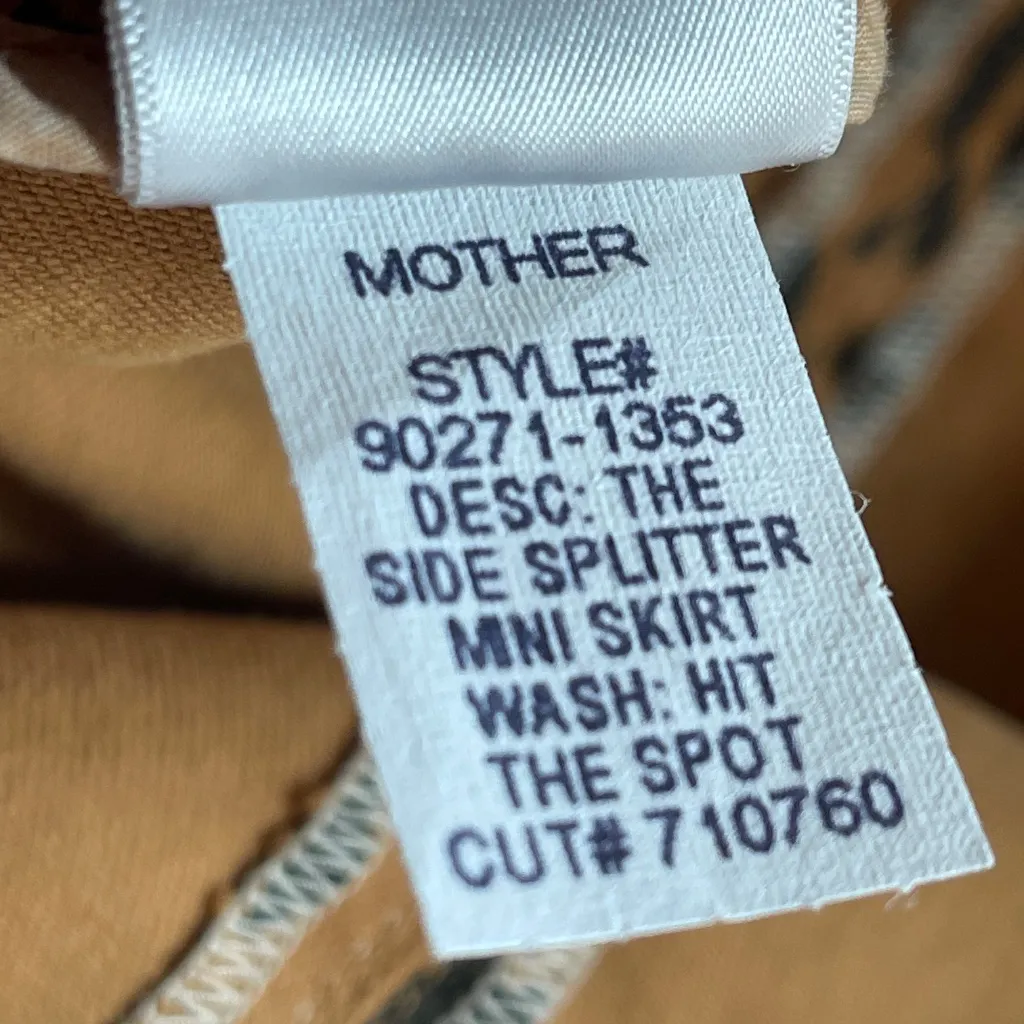 MOTHER
STYLE#
90271-1353
DESC: THE
SIDE SPLITTER
MINI SKIRT
WASH: HIT
THE SPOT
CUT# 710760